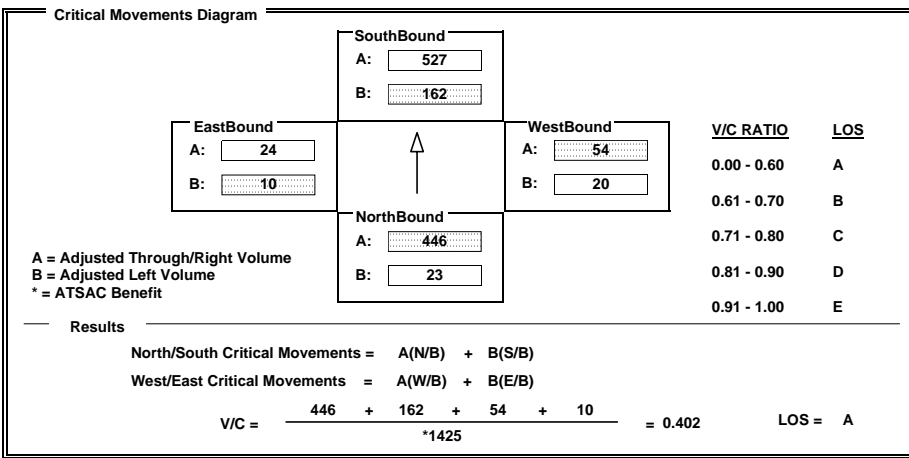 Critical Movements Diagram
SouthBound
A: 527
B: 162
EastBound
A: 24
B: 10
WestBound
A: 54
B: 20
NorthBound
A: 446
B: 23
V/C RATIO LOS
0.00 - 0.60 A
0.61 - 0.70 B
0.71 - 0.80 C
0.81 - 0.90 D
0.91 - 1.00 E
A = Adjusted Through/Right Volume
B = Adjusted Left Volume
* = ATSAC Benefit
Results
North/South Critical Movements = A(N/B) + B(S/B)
West/East Critical Movements = A(W/B) + B(E/B)
V/C = 446 + 162 + 54 + 10 = 0.402 LOS = A
*1425